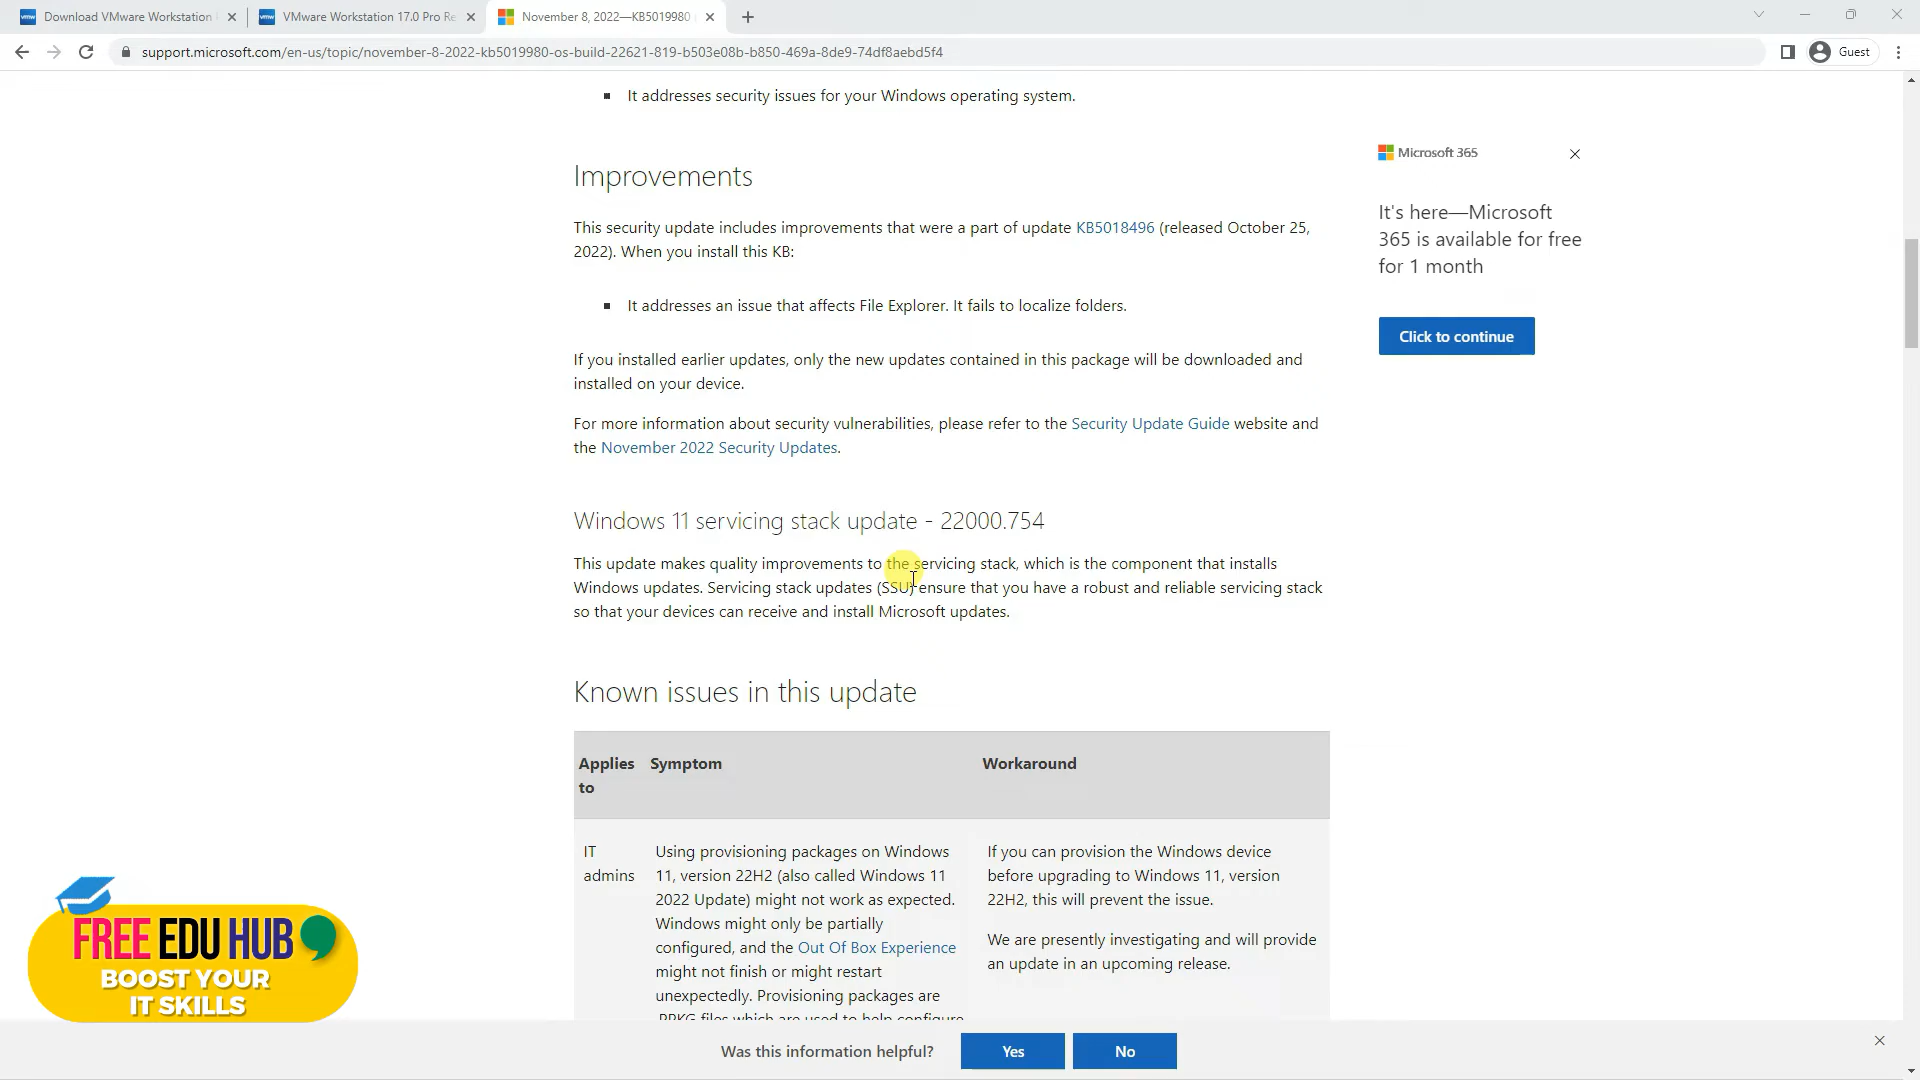 Download VMware Workstation
VMware Workstation 17.0 Pro Re
November 8, 2022—KB5019980
support.microsoft.com/en-us/topic/november-8-2022-kb5019980-os-build-22621-819-b503e08b-b850-469a-8de9-74df8aebd5f4
Guest
It addresses security issues for your Windows operating system.
Improvements
This security update includes improvements that were a part of update KB5018496 (released October 25,
2022). When you install this KB:
It addresses an issue that affects File Explorer. It fails to localize folders.
If you installed earlier updates, only the new updates contained in this package will be downloaded and
installed on your device.
For more information about security vulnerabilities, please refer to the Security Update Guide website and
the November 2022 Security Updates.
Windows 11 servicing stack update - 22000.754
This update makes quality improvements to the servicing stack, which is the component that installs
Windows updates. Servicing stack updates (SSU) ensure that you have a robust and reliable servicing stack
so that your devices can receive and install Microsoft updates.
Known issues in this update
Applies
to
Symptom
Workaround
IT
admins
Using provisioning packages on Windows
11, version 22H2 (also called Windows 11
2022 Update) might not work as expected.
Windows might only be partially
configured, and the Out Of Box Experience
might not finish or might restart
unexpectedly. Provisioning packages are
.PPKG files which are used to help configure
If you can provision the Windows device
before upgrading to Windows 11, version
22H2, this will prevent the issue.
We are presently investigating and will provide
an update in an upcoming release.
Microsoft 365
It's here—Microsoft
365 is available for free
for 1 month
Click to continue
FREE EDU HUB
BOOST YOUR
IT SKILLS
Was this information helpful?
Yes
No